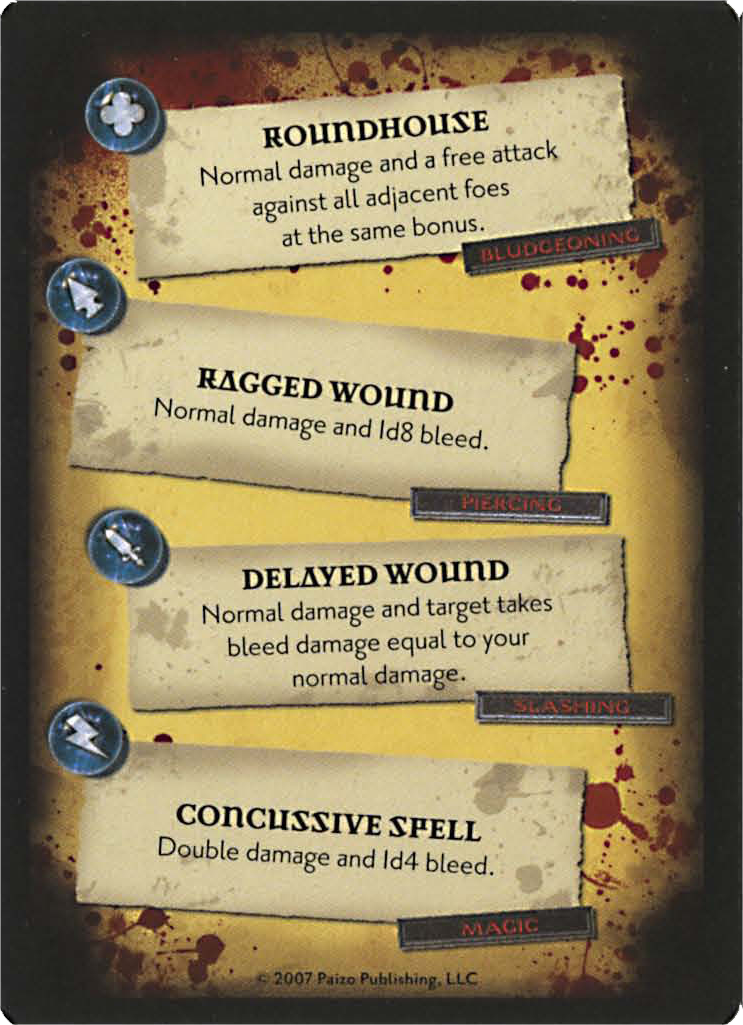 ROUNDHOUSE
Normal damage and a free attack
against all adjacent foes
at the same bonus.
BLUDGEONING
RAGGED WOUND
Normal damage and 1d8 bleed.
PIERCING
DELAYED WOUND
Normal damage and target takes
bleed damage equal to your
normal damage.
SLASHING
CONCUSSIVE SPELL
Double damage and 1d4 bleed.
MAGIC
© 2007 Paizo Publishing, LLC